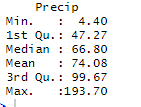 Precip
Min.   :  4.40
1st Qu.: 47.27
Median : 66.80
Mean   : 74.08
3rd Qu.: 99.67
Max.   :193.70
>